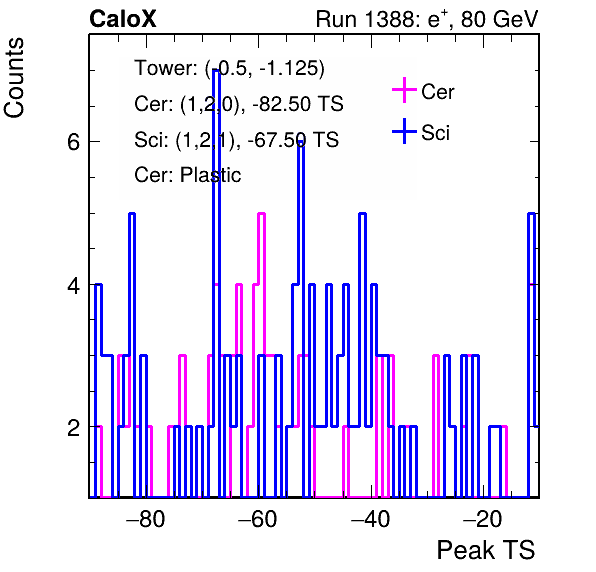 CaloX Run 1388: e+, 80 GeV
Counts
Tower: (-0.5, -1.125)
Cer: (1,2,0), -82.50 TS
Sci: (1,2,1), -67.50 TS
Cer: Plastic
Cer
Sci
6
4
2
−80 −60 −40 −20
Peak TS